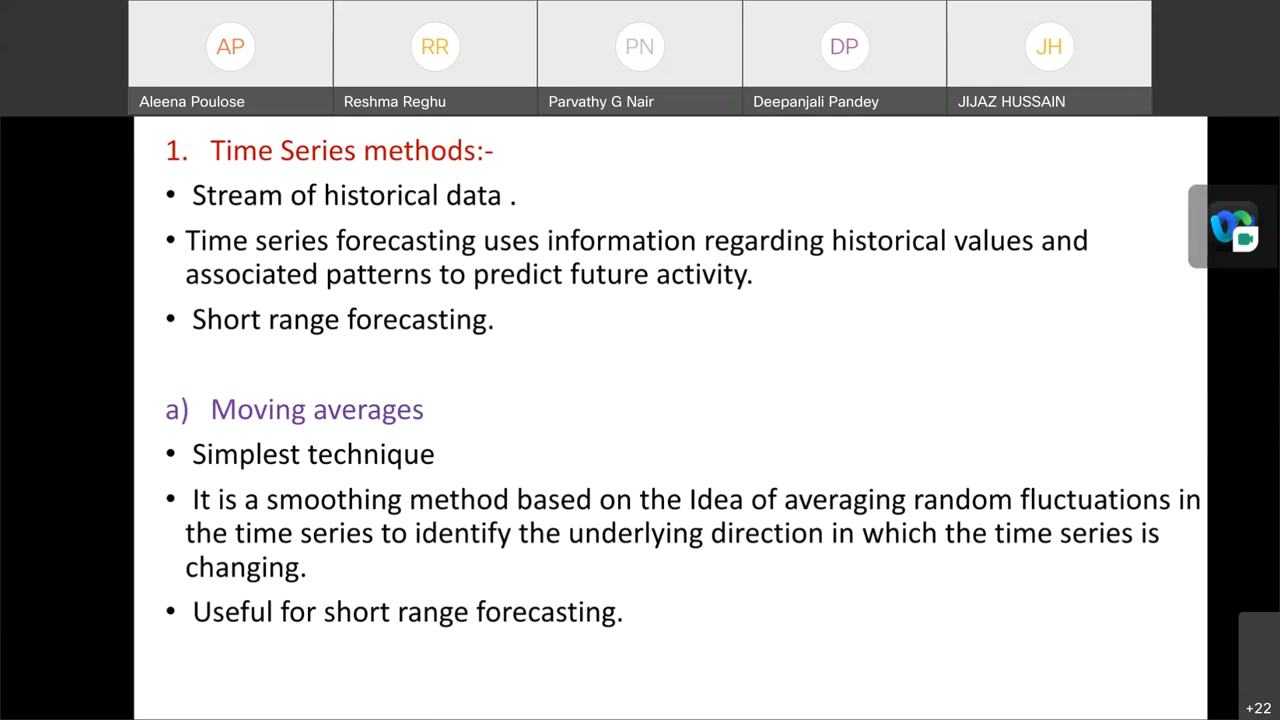 AP
RR
PN
DP
JH
Aleena Poulose
Reshma Reghu
Parvathy G Nair
Deepanjali Pandey
JIJAZ HUSSAIN
1. Time Series methods:-
• Stream of historical data .
• Time series forecasting uses information regarding historical values and
associated patterns to predict future activity.
• Short range forecasting.
a) Moving averages
• Simplest technique
• It is a smoothing method based on the Idea of averaging random fluctuations in
the time series to identify the underlying direction in which the time series is
changing.
• Useful for short range forecasting.
+22